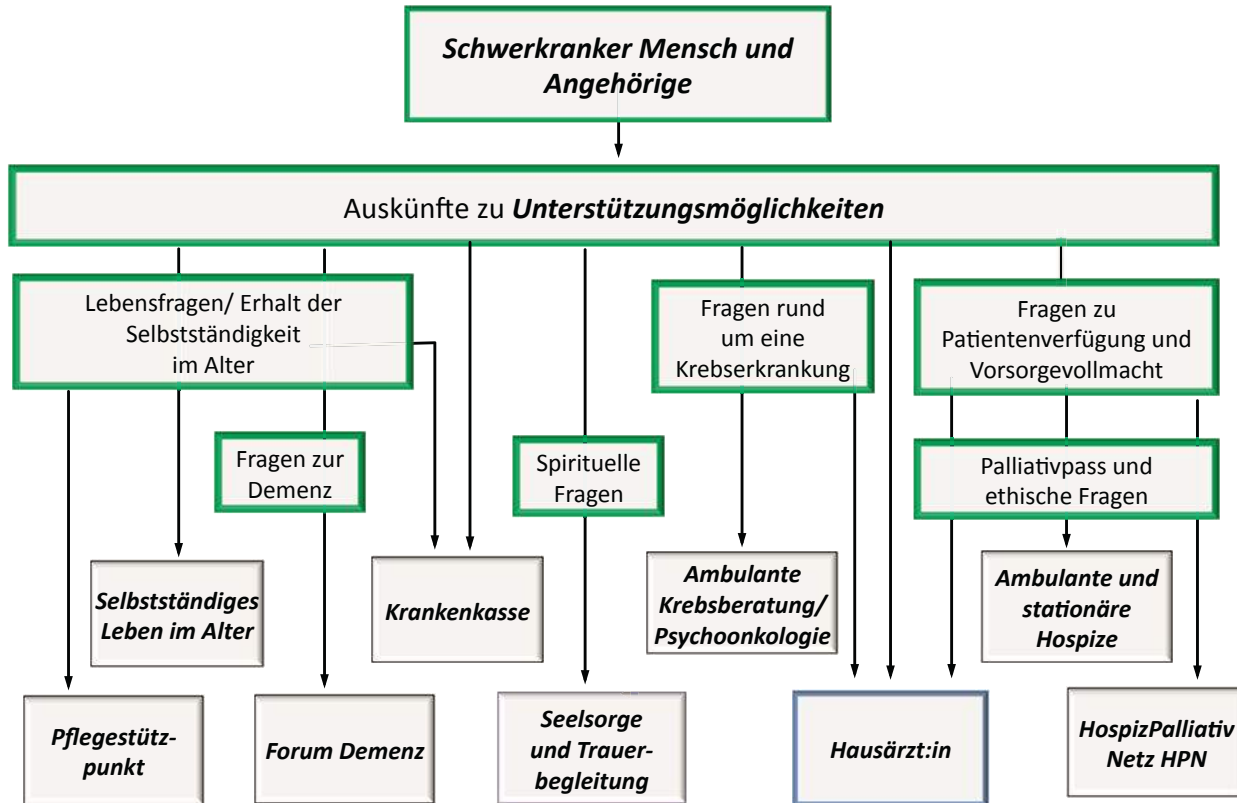 Schwerkranker Mensch und
Angehörige
Auskünfte zu Unterstützungsmöglichkeiten
Lebensfragen/ Erhalt der
Selbstständigkeit
im Alter
Fragen rund
um eine
Krebserkrankung
Fragen zu
Patientenverfügung und
Vorsorgevollmacht
Fragen zur
Demenz
Spirituelle
Fragen
Palliativpass und
ethische Fragen
Selbstständiges
Leben im Alter
Krankenkasse
Ambulante
Krebsberatung/
Psychoonkologie
Ambulante und
stationäre
Hospize
Pflegestütz-
punkt
Forum Demenz
Seelsorge
und Trauer-
begleitung
Hausärzt:in
HospizPalliativ
Netz HPN